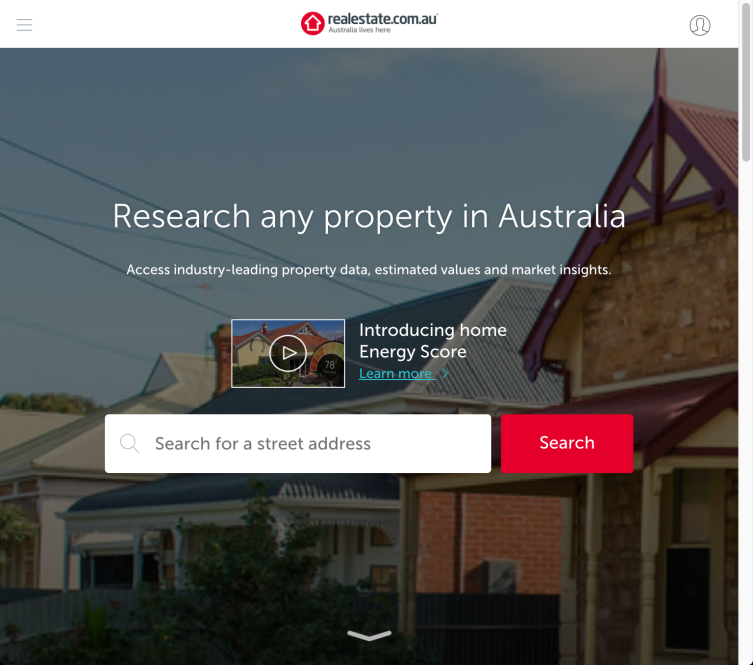 realestate.com.au
Australia lives here
Research any property in Australia
Access industry-leading property data, estimated values and market insights.
78
Introducing home
Energy Score
Learn more
Search for a street address
Search